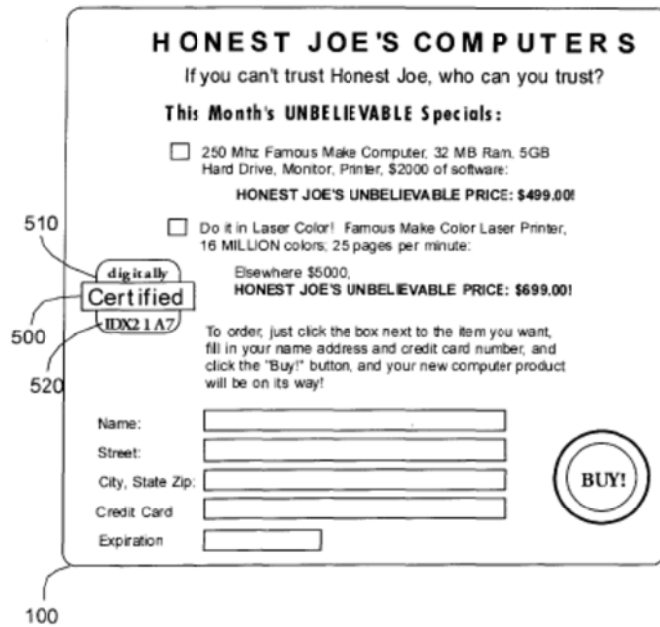 HONEST JOE'S COMPUTERS
If you can't trust Honest Joe, who can you trust?
This Month's UNBELIEVABLE Specials:
250 Mhz Famous Make Computer, 32 MB Ram, 5GB
Hard Drive, Monitor, Printer, $2000 of software:
HONEST JOE'S UNBELIEVABLE PRICE: $499.00!
Do it in Laser Color! Famous Make Color Laser Printer,
16 MILLION colors; 25 pages per minute:
Elsewhere $5000,
HONEST JOE'S UNBELIEVABLE PRICE: $699.00!
510
digitally
Certified
IDX21A7
500
520
To order, just click the box next to the item you want,
fill in your name address and credit card number, and
click the "Buy!" button, and your new computer product
will be on its way!
Name:
Street:
City, State Zip:
Credit Card
Expiration
BUY!
100